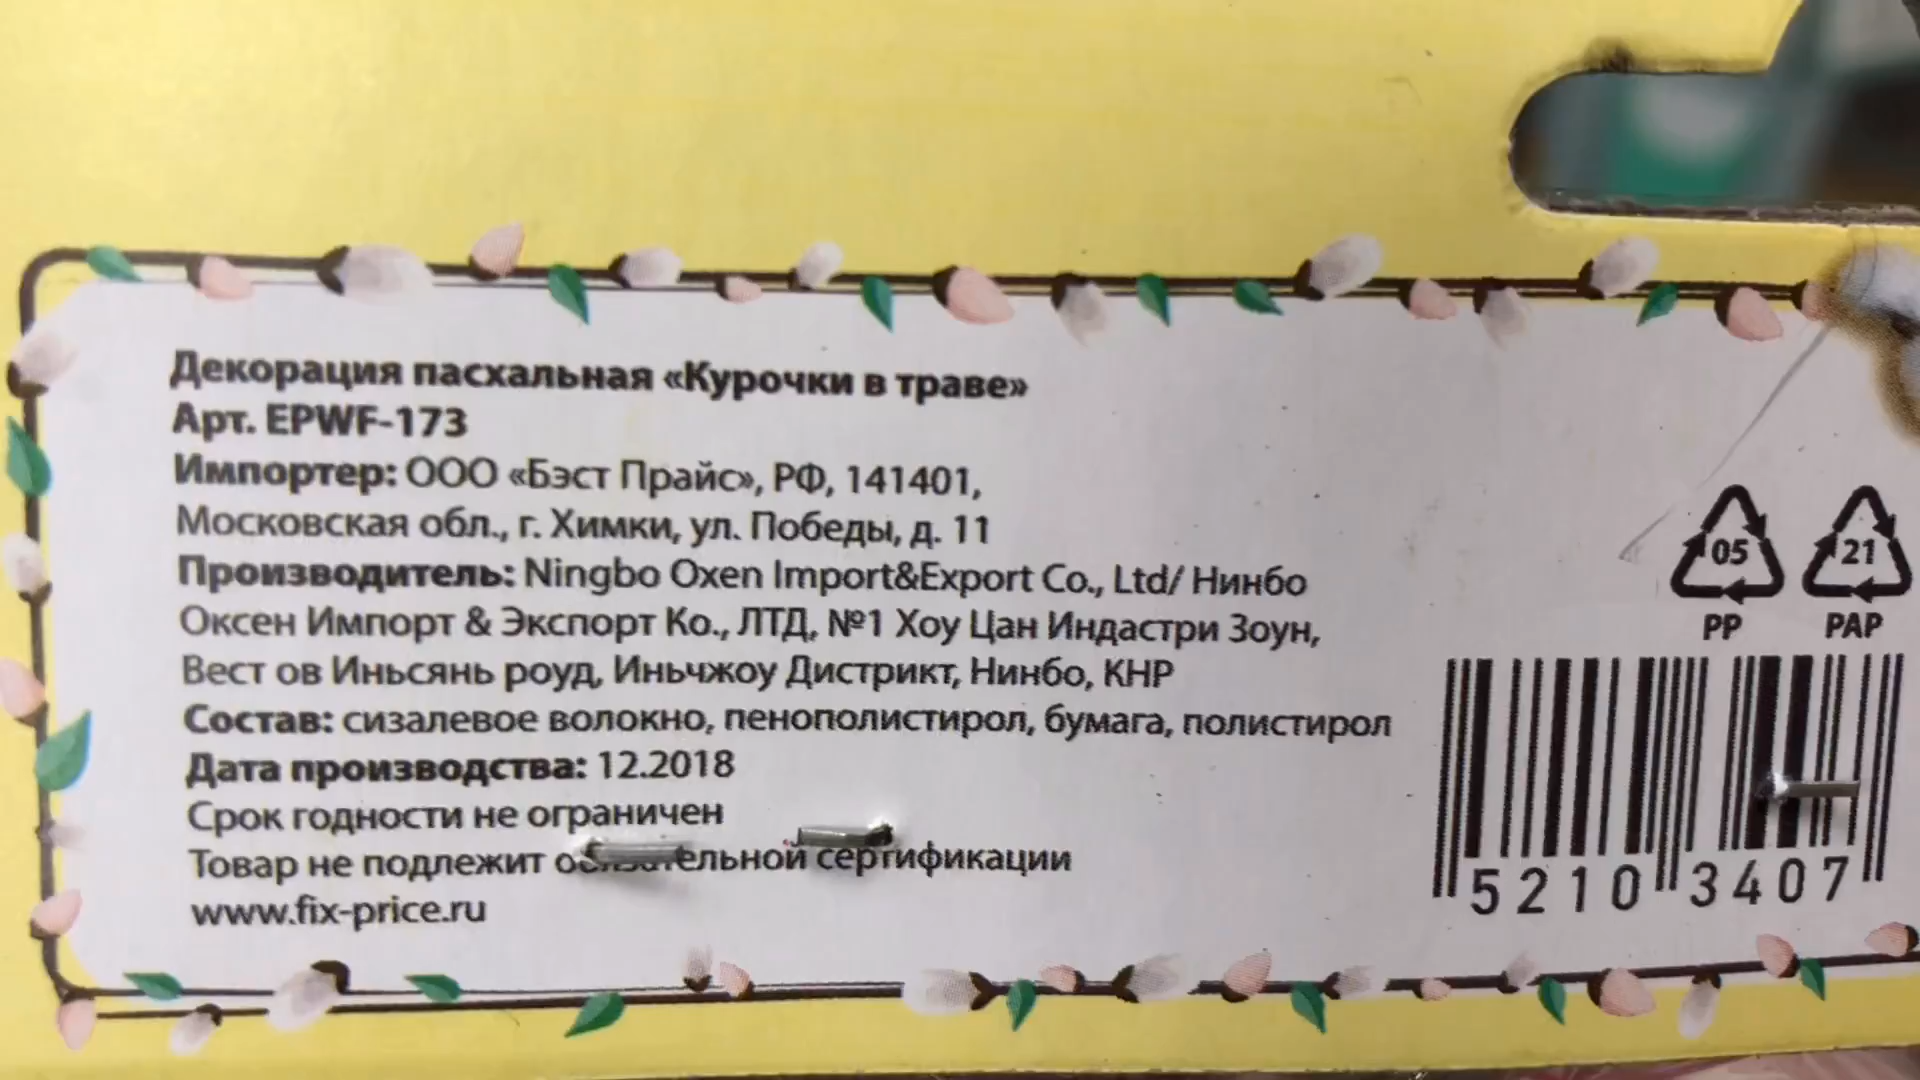 Декорация пасхальная «Курочки в траве»
Арт. EPWF-173
Импортер: ООО «Бэст Прайс», РФ, 141401,
Московская обл., г. Химки, ул. Победы, д. 11
Производитель: Ningbo Oxen Import&Export Co., Ltd/ Нинбо
Оксен Импорт & Экспорт Ко., ЛТД, №1 Хоу Цан Индастри Зоун,
Вест ов Иньсянь роуд, Иньчжоу Дистрикт, Нинбо, КНР
Состав: сизалевое волокно, пенополистирол, бумага, полистирол
Дата производства: 12.2018
Срок годности не ограничен
Товар не подлежит обязательной сертификации
www.fix-price.ru
05 21
PP PAP
5210 3407